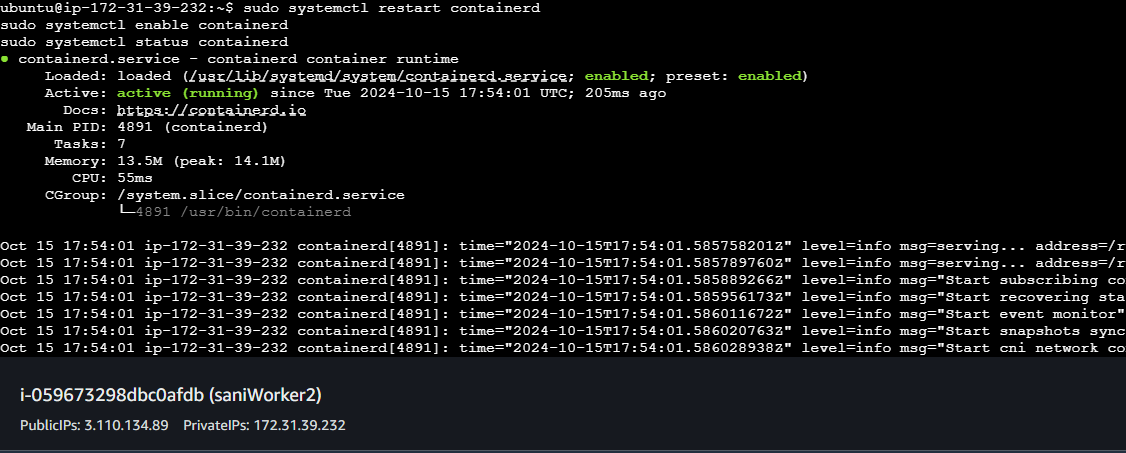 ubuntu@ip-172-31-39-232:~$ sudo systemctl restart containerd
sudo systemctl enable containerd
sudo systemctl status containerd
● containerd.service - containerd container runtime
Loaded: loaded (/usr/lib/systemd/system/containerd.service; enabled; preset: enabled)
Active: active (running) since Tue 2024-10-15 17:54:01 UTC; 205ms ago
Docs: https://containerd.io
Main PID: 4891 (containerd)
Tasks: 7
Memory: 13.5M (peak: 14.1M)
CPU: 55ms
CGroup: /system.slice/containerd.service
└─4891 /usr/bin/containerd
Oct 15 17:54:01 ip-172-31-39-232 containerd[4891]: time="2024-10-15T17:54:01.585758201Z" level=info msg=serving... address=/r
Oct 15 17:54:01 ip-172-31-39-232 containerd[4891]: time="2024-10-15T17:54:01.585789760Z" level=info msg=serving... address=/r
Oct 15 17:54:01 ip-172-31-39-232 containerd[4891]: time="2024-10-15T17:54:01.585889266Z" level=info msg="Start subscribing co
Oct 15 17:54:01 ip-172-31-39-232 containerd[4891]: time="2024-10-15T17:54:01.585956173Z" level=info msg="Start recovering sta
Oct 15 17:54:01 ip-172-31-39-232 containerd[4891]: time="2024-10-15T17:54:01.586011672Z" level=info msg="Start event monitor"
Oct 15 17:54:01 ip-172-31-39-232 containerd[4891]: time="2024-10-15T17:54:01.586020763Z" level=info msg="Start snapshots sync
Oct 15 17:54:01 ip-172-31-39-232 containerd[4891]: time="2024-10-15T17:54:01.586028938Z" level=info msg="Start cni network co
i-059673298dbc0afdb (saniWorker2)
PublicIPs: 3.110.134.89 PrivateIPs: 172.31.39.232